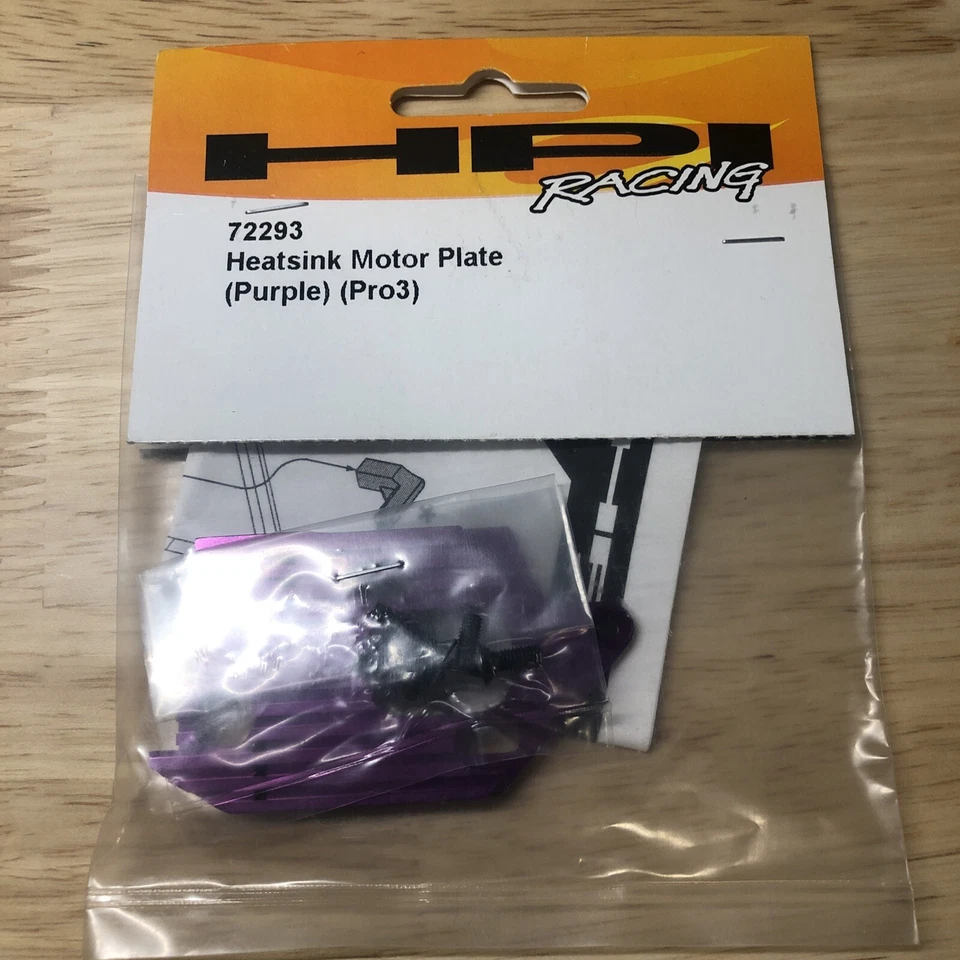 HPI
RACING
72293
Heatsink Motor Plate
(Purple) (Pro3)